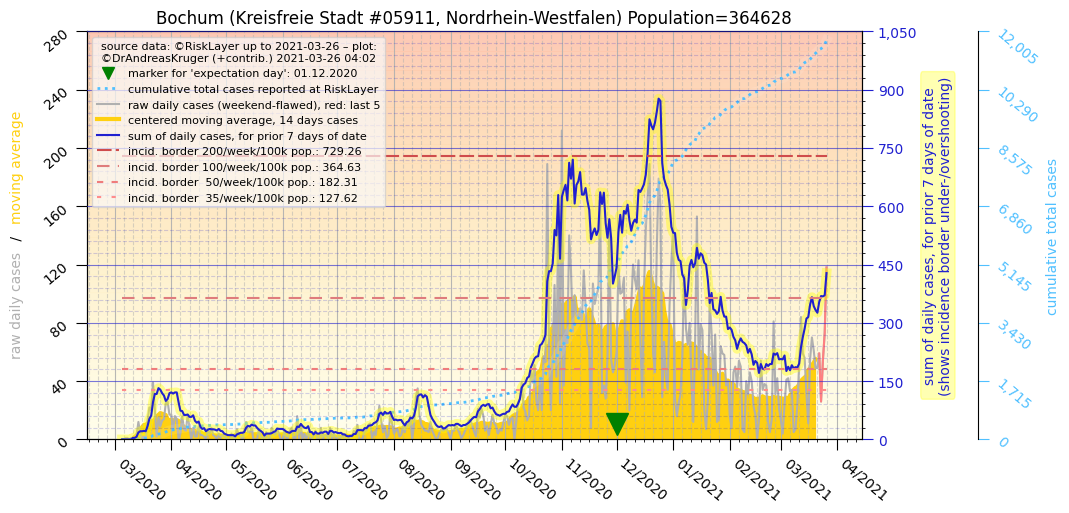 Bochum (Kreisfreie Stadt #05911, Nordrhein-Westfalen) Population=364628
source data: ©RiskLayer up to 2021-03-26 – plot:
©DrAndreasKruger (+contrib.) 2021-03-26 04:02
marker for 'expectation day': 01.12.2020
cumulative total cases reported at RiskLayer
raw daily cases (weekend-flawed), red: last 5
centered moving average, 14 days cases
sum of daily cases, for prior 7 days of date
incid. border 200/week/100k pop.: 729.26
incid. border 100/week/100k pop.: 364.63
incid. border  50/week/100k pop.: 182.31
incid. border  35/week/100k pop.: 127.62
raw daily cases / moving average
280
240
200
160
120
80
40
0
1,050
900
750
600
450
300
150
0
sum of daily cases, for prior 7 days of date
(shows incidence border under-/overshooting)
12,005
10,290
8,575
6,860
5,145
3,430
1,715
0
cumulative total cases
03/2020
04/2020
05/2020
06/2020
07/2020
08/2020
09/2020
10/2020
11/2020
12/2020
01/2021
02/2021
03/2021
04/2021